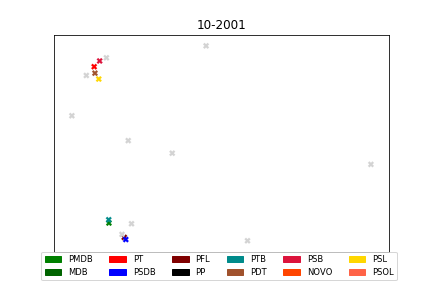 10-2001
PMDB PT PFL PTB PSB PSL
MDB PSDB PP PDT NOVO PSOL